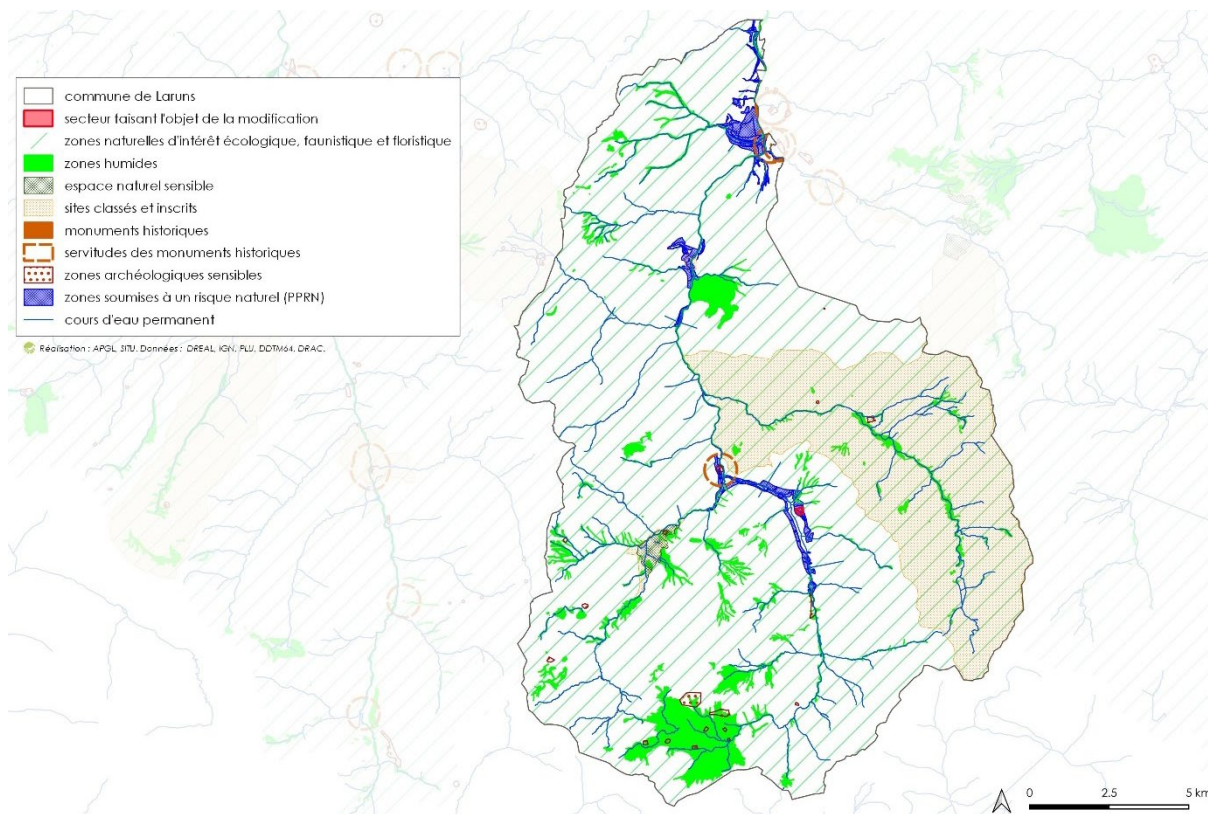 commune de Laruns
secteur faisant l'objet de la modification
zones naturelles d'intérêt écologique, faunistique et floristique
zones humides
espace naturel sensible
sites classés et inscrits
monuments historiques
servitudes des monuments historiques
zones archéologiques sensibles
zones soumises à un risque naturel (PPRN)
cours d'eau permanent
Réalisation : APGL, SITU. Données : DREAL, IGN, PLU, DDTM64, DRAC.
0 2.5 5 km